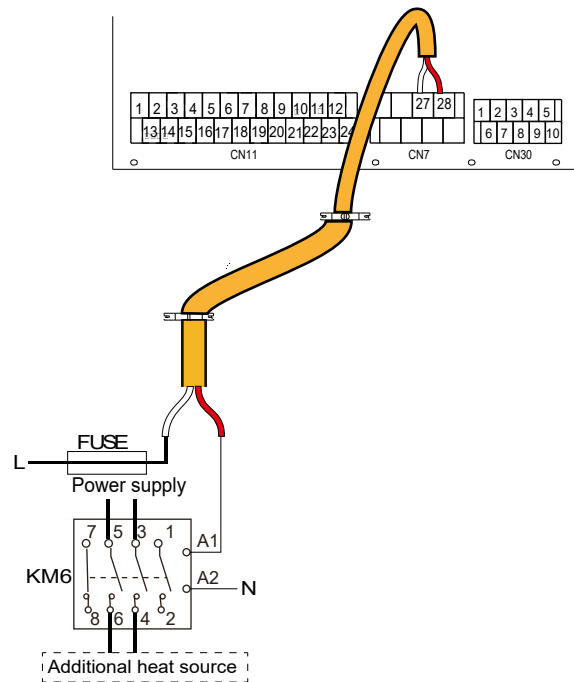 27 28
1 2 3 4 5 6 7 8 9 10 11 12
1 2 3 4 5
13 14 15 16 17 18 19 20 21 22 23 24
6 7 8 9 10
CN11 CN7 CN30
FUSE
L
Power supply
7 5 3 1
A1
KM6
A2
N
8 6 4 2
Additional heat source